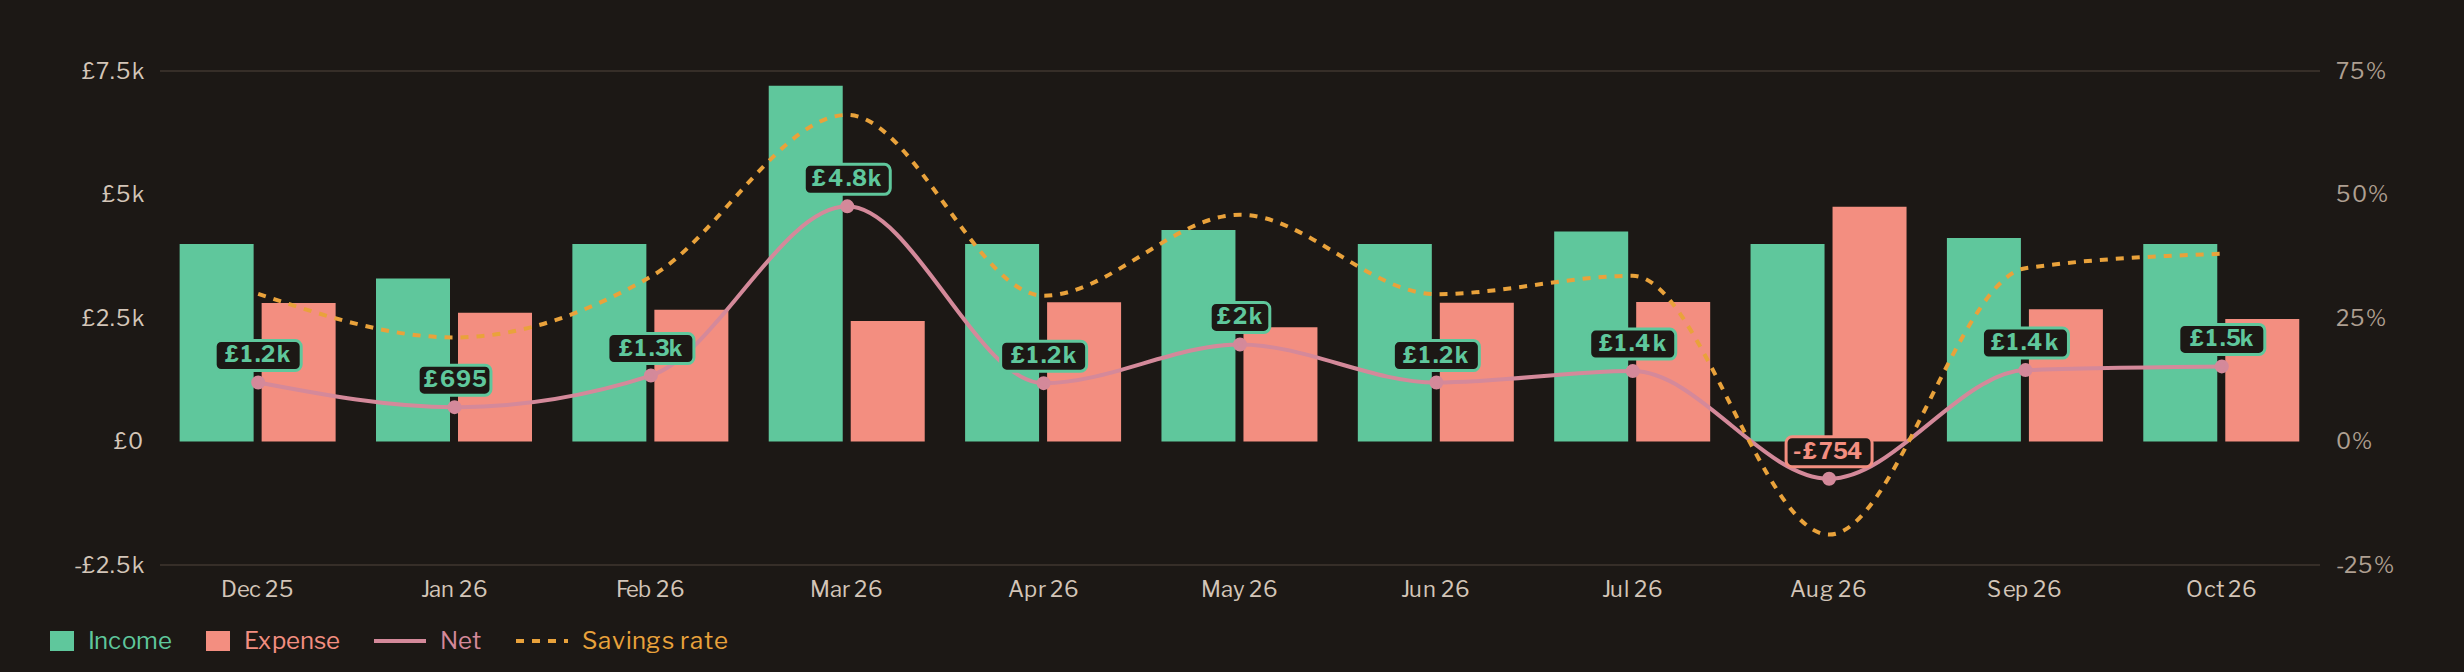 £7.5k
75%
£4.8k
£5k
50%
£2.5k
£2k
25%
£1.2k
£695
£1.3k
£1.2k
£1.2k
£1.4k
£1.4k
£1.5k
£0
-£754
0%
-£2.5k
-25%
Dec 25 Jan 26 Feb 26 Mar 26 Apr 26 May 26 Jun 26 Jul 26 Aug 26 Sep 26 Oct 26
Income Expense Net Savings rate